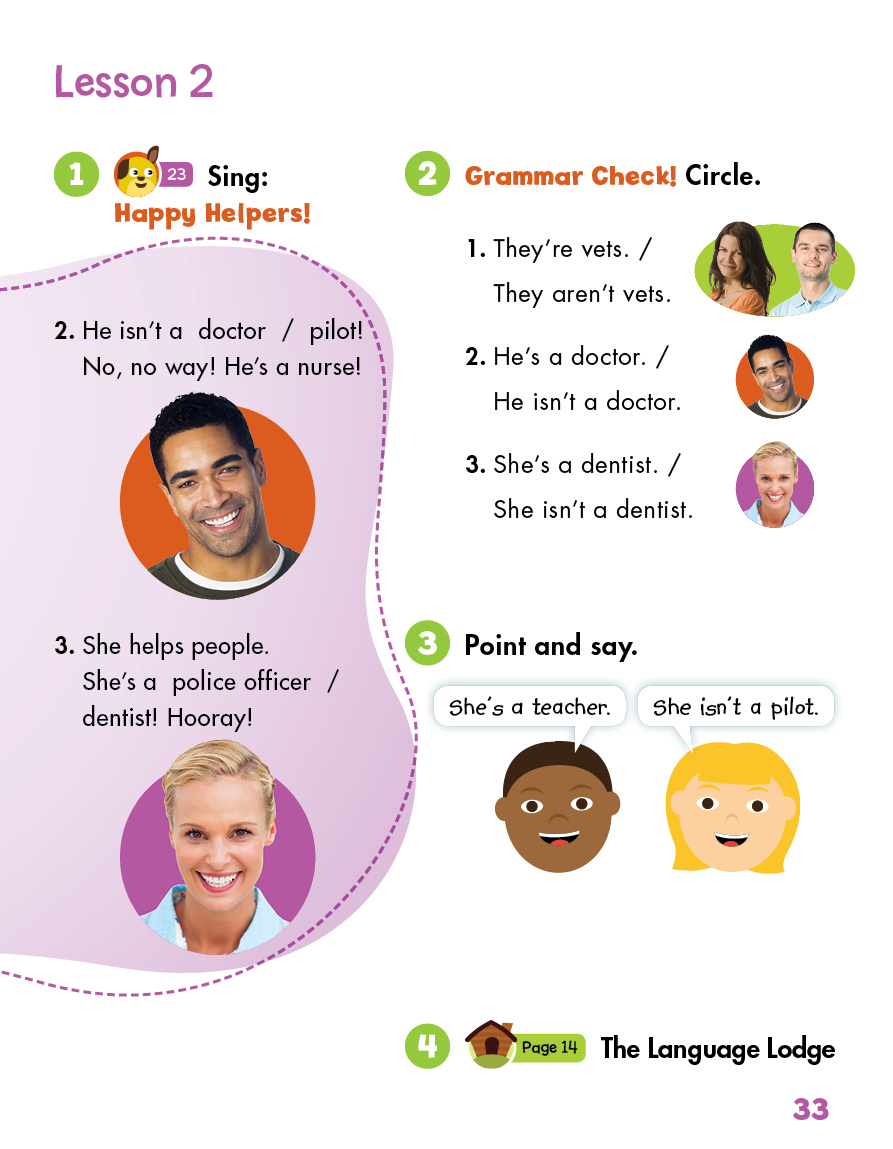 Lesson 2
1 23 Sing:
Happy Helpers!
2. He isn't a doctor / pilot!
No, no way! He's a nurse!
3. She helps people.
She's a police officer /
dentist! Hooray!
2 Grammar Check! Circle.
1. They're vets. /
They aren't vets.
2. He's a doctor. /
He isn't a doctor.
3. She's a dentist. /
She isn't a dentist.
3 Point and say.
She's a teacher.
She isn't a pilot.
4 Page 14 The Language Lodge
33